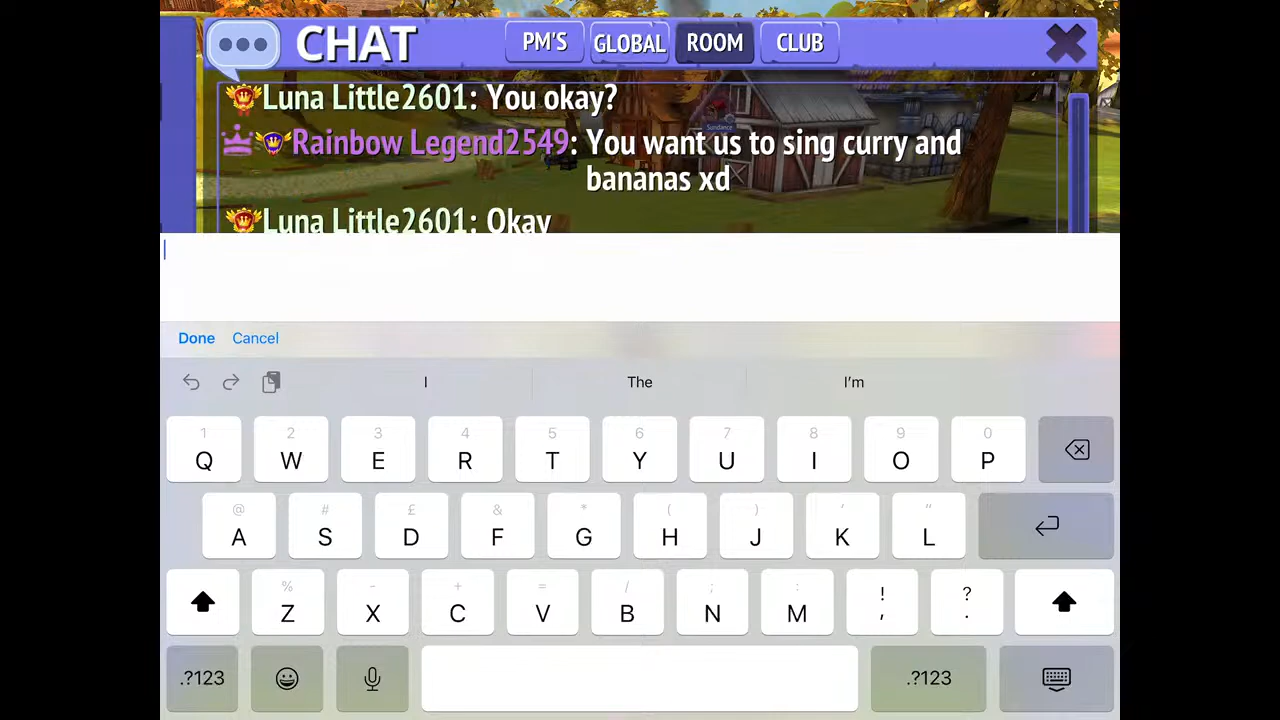 CHAT PM'S GLOBAL ROOM CLUB
Luna Little2601: You okay?
Sundance
Rainbow Legend2549: You want us to sing curry and
bananas xd
Luna Little2601: Okay
Done Cancel
I The I'm
1 2 3 4 5 6 7 8 9 0
Q W E R T Y U I O P
@ # £ & * ( ) ' "
A S D F G H J K L
% - + = / ; : ! ?
Z X C V B N M , .
.?123 .?123